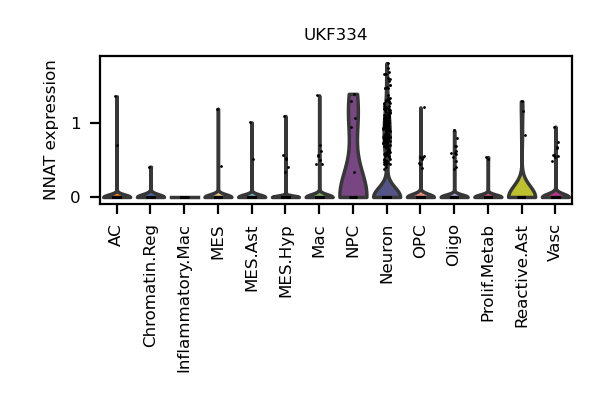 UKF334
NNAT expression
1
0
AC
Chromatin.Reg
Inflammatory.Mac
MES
MES.Ast
MES.Hyp
Mac
NPC
Neuron
OPC
Oligo
Prolif.Metab
Reactive.Ast
Vasc